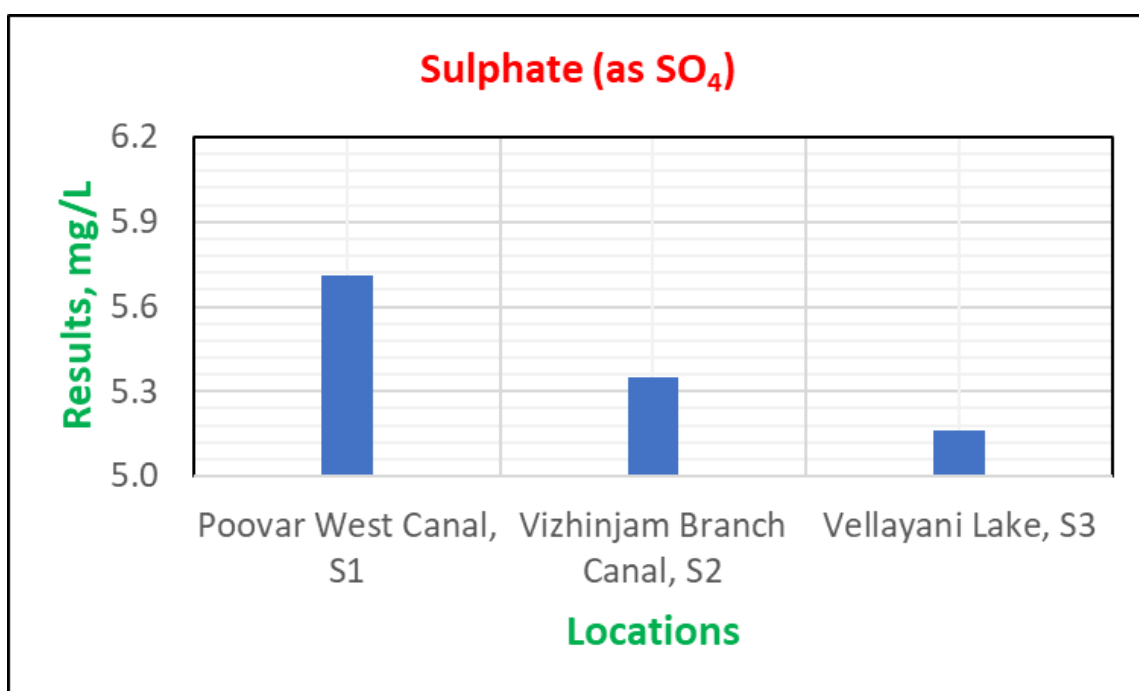 Sulphate (as SO₄)
Results, mg/L
6.2
5.9
5.6
5.3
5.0
Poovar West Canal,
S1
Vizhinjam Branch
Canal, S2
Vellayani Lake, S3
Locations